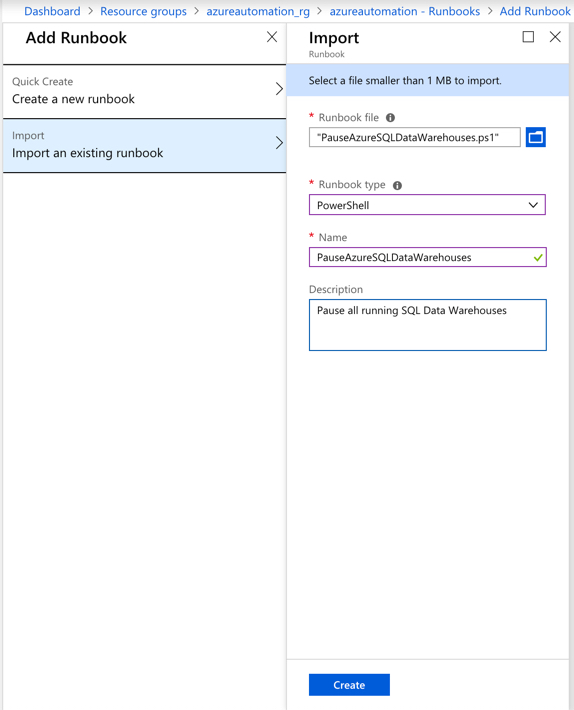 Dashboard > Resource groups > azureautomation_rg > azureautomation - Runbooks > Add Runbook
Add Runbook
Quick Create
Create a new runbook
Import
Import an existing runbook
Import
Runbook
Select a file smaller than 1 MB to import.
* Runbook file
"PauseAzureSQLDataWarehouses.ps1"
* Runbook type
PowerShell
* Name
PauseAzureSQLDataWarehouses
Description
Pause all running SQL Data Warehouses
Create